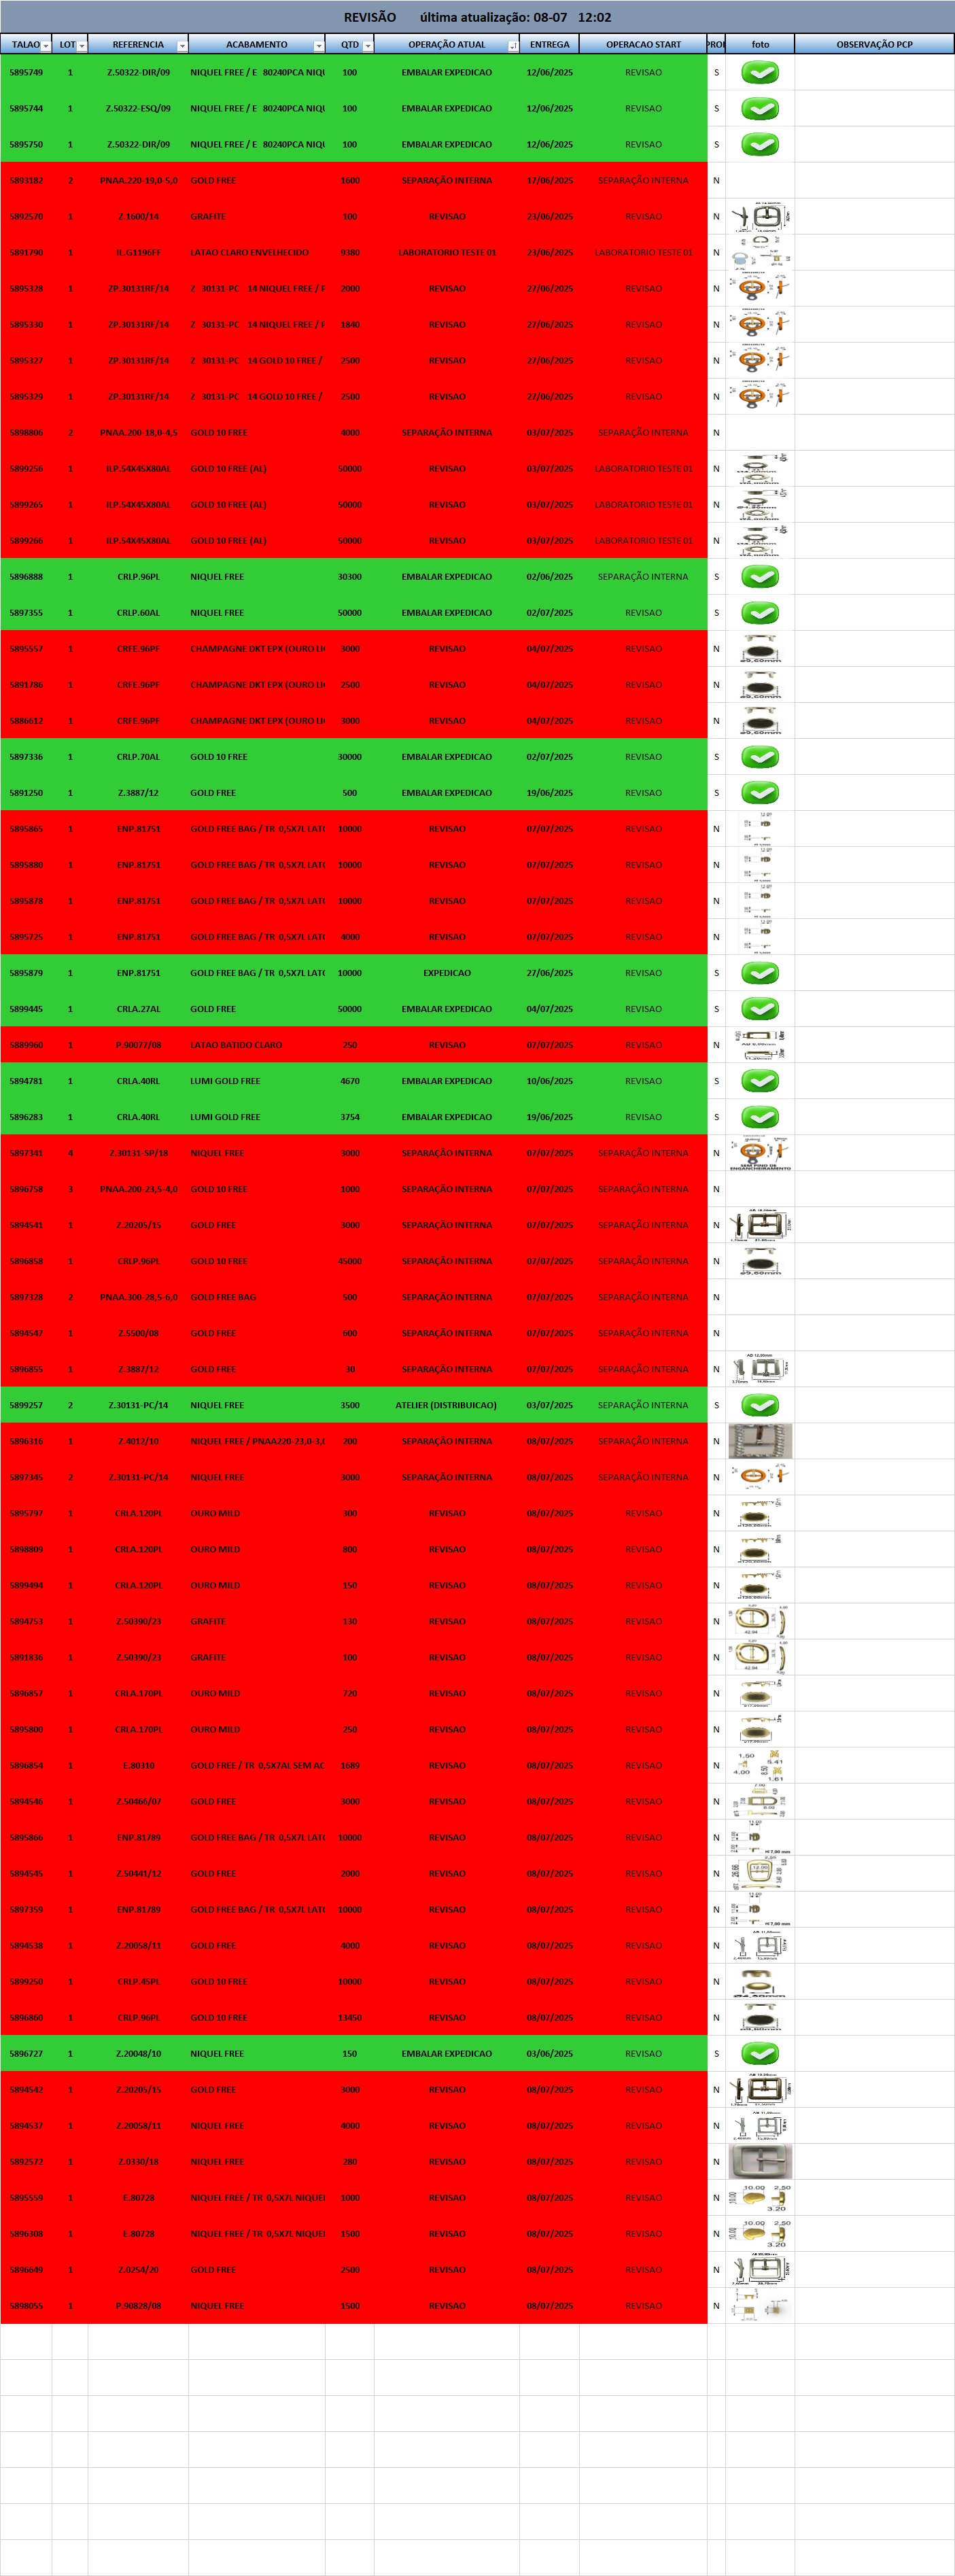 REVISÃO última atualização: 08-07 12:02
TALAO LOT REFERENCIA ACABAMENTO QTD OPERAÇÃO ATUAL ENTREGA OPERACAO START foto OBSERVAÇÃO PCP
5895749 1 Z.50322-DIR/09 NIQUEL FREE / E 80240PCA NIQU 100 EMBALAR EXPEDICAO 12/06/2025 REVISAO S
5895744 1 Z.50322-ESQ/09 NIQUEL FREE / E 80240PCA NIQU 100 EMBALAR EXPEDICAO 12/06/2025 REVISAO S
5895750 1 Z.50322-DIR/09 NIQUEL FREE / E 80240PCA NIQU 100 EMBALAR EXPEDICAO 12/06/2025 REVISAO S
5893182 2 PNAA.220-19,0-5,0 GOLD FREE 1600 SEPARAÇÃO INTERNA 17/06/2025 SEPARAÇÃO INTERNA N
5892570 1 Z.1600/14 GRAFITE 100 REVISAO 23/06/2025 REVISAO N
5891790 1 IL.G1196FF LATAO CLARO ENVELHECIDO 9380 LABORATORIO TESTE 01 23/06/2025 LABORATORIO TESTE 01 N
5895328 1 ZP.30131RF/14 Z 30131-PC 14 NIQUEL FREE / F 2000 REVISAO 27/06/2025 REVISAO N
5895330 1 ZP.30131RF/14 Z 30131-PC 14 NIQUEL FREE / F 1840 REVISAO 27/06/2025 REVISAO N
5895327 1 ZP.30131RF/14 Z 30131-PC 14 GOLD 10 FREE / 2500 REVISAO 27/06/2025 REVISAO N
5895329 1 ZP.30131RF/14 Z 30131-PC 14 GOLD 10 FREE / 2500 REVISAO 27/06/2025 REVISAO N
5898806 2 PNAA.200-18,0-4,5 GOLD 10 FREE 4000 SEPARAÇÃO INTERNA 03/07/2025 SEPARAÇÃO INTERNA N
5899256 1 ILP.54X45X80AL GOLD 10 FREE (AL) 50000 REVISAO 03/07/2025 LABORATORIO TESTE 01 N
5899265 1 ILP.54X45X80AL GOLD 10 FREE (AL) 50000 REVISAO 03/07/2025 LABORATORIO TESTE 01 N
5899266 1 ILP.54X45X80AL GOLD 10 FREE (AL) 50000 REVISAO 03/07/2025 LABORATORIO TESTE 01 N
5896888 1 CRLP.96PL NIQUEL FREE 30300 EMBALAR EXPEDICAO 02/06/2025 SEPARAÇÃO INTERNA S
5897355 1 CRLP.60AL NIQUEL FREE 50000 EMBALAR EXPEDICAO 02/07/2025 REVISAO S
5895557 1 CRFE.96PF CHAMPAGNE DKT EPX (OURO LI 3000 REVISAO 04/07/2025 REVISAO N
5891786 1 CRFE.96PF CHAMPAGNE DKT EPX (OURO LI 2500 REVISAO 04/07/2025 REVISAO N
5886612 1 CRFE.96PF CHAMPAGNE DKT EPX (OURO LI 3000 REVISAO 04/07/2025 REVISAO N
5897336 1 CRLP.70AL GOLD 10 FREE 30000 EMBALAR EXPEDICAO 02/07/2025 REVISAO S
5891250 1 Z.3887/12 GOLD FREE 500 EMBALAR EXPEDICAO 19/06/2025 REVISAO S
5895865 1 ENP.81751 GOLD FREE BAG / TR 0,5X7L LAT 10000 REVISAO 07/07/2025 REVISAO N
5895880 1 ENP.81751 GOLD FREE BAG / TR 0,5X7L LAT 10000 REVISAO 07/07/2025 REVISAO N
5895878 1 ENP.81751 GOLD FREE BAG / TR 0,5X7L LAT 10000 REVISAO 07/07/2025 REVISAO N
5895725 1 ENP.81751 GOLD FREE BAG / TR 0,5X7L LAT 4000 REVISAO 07/07/2025 REVISAO N
5895879 1 ENP.81751 GOLD FREE BAG / TR 0,5X7L LAT 10000 EXPEDICAO 27/06/2025 REVISAO S
5899445 1 CRLA.27AL GOLD FREE 50000 EMBALAR EXPEDICAO 04/07/2025 REVISAO S
5889960 1 P.90077/08 LATAO BATIDO CLARO 250 REVISAO 07/07/2025 REVISAO N
5894781 1 CRLA.40RL LUMI GOLD FREE 4670 EMBALAR EXPEDICAO 10/06/2025 REVISAO S
5896283 1 CRLA.40RL LUMI GOLD FREE 3754 EMBALAR EXPEDICAO 19/06/2025 REVISAO S
5897341 4 Z.30131-SP/18 NIQUEL FREE 3000 SEPARAÇÃO INTERNA 07/07/2025 SEPARAÇÃO INTERNA N
SEM PINO DE ENGANCHEIRAMENTO
5896758 3 PNAA.200-23,5-4,0 GOLD 10 FREE 1000 SEPARAÇÃO INTERNA 07/07/2025 SEPARAÇÃO INTERNA N
5894541 1 Z.20205/15 GOLD FREE 3000 SEPARAÇÃO INTERNA 07/07/2025 SEPARAÇÃO INTERNA N
5896858 1 CRLP.96PL GOLD 10 FREE 45000 SEPARAÇÃO INTERNA 07/07/2025 SEPARAÇÃO INTERNA N
5897328 2 PNAA.300-28,5-6,0 GOLD FREE BAG 500 SEPARAÇÃO INTERNA 07/07/2025 SEPARAÇÃO INTERNA N
5894547 1 Z.5500/08 GOLD FREE 600 SEPARAÇÃO INTERNA 07/07/2025 SEPARAÇÃO INTERNA N
5896855 1 Z.3887/12 GOLD FREE 30 SEPARAÇÃO INTERNA 07/07/2025 SEPARAÇÃO INTERNA N
5899257 2 Z.30131-PC/14 NIQUEL FREE 3500 ATELIER (DISTRIBUICAO) 03/07/2025 SEPARAÇÃO INTERNA S
5896316 1 Z.4012/10 NIQUEL FREE / PNAA220-23,0-3,0 200 SEPARAÇÃO INTERNA 08/07/2025 SEPARAÇÃO INTERNA N
5897345 2 Z.30131-PC/14 NIQUEL FREE 3000 SEPARAÇÃO INTERNA 08/07/2025 SEPARAÇÃO INTERNA N
5895797 1 CRLA.120PL OURO MILD 300 REVISAO 08/07/2025 REVISAO N
5898809 1 CRLA.120PL OURO MILD 800 REVISAO 08/07/2025 REVISAO N
5899494 1 CRLA.120PL OURO MILD 150 REVISAO 08/07/2025 REVISAO N
5894753 1 Z.50390/23 GRAFITE 130 REVISAO 08/07/2025 REVISAO N 42.94
5891836 1 Z.50390/23 GRAFITE 100 REVISAO 08/07/2025 REVISAO N 42.94
5896857 1 CRLA.170PL OURO MILD 720 REVISAO 08/07/2025 REVISAO N
5895800 1 CRLA.170PL OURO MILD 250 REVISAO 08/07/2025 REVISAO N
5896854 1 E.80310 GOLD FREE / TR 0,5X7AL SEM AC 1689 REVISAO 08/07/2025 REVISAO N 1.50 5.41 4.00 1.61
5894546 1 Z.50466/07 GOLD FREE 3000 REVISAO 08/07/2025 REVISAO N
5895866 1 ENP.81789 GOLD FREE BAG / TR 0,5X7L LAT 10000 REVISAO 08/07/2025 REVISAO N
5894545 1 Z.50441/12 GOLD FREE 2000 REVISAO 08/07/2025 REVISAO N
5897359 1 ENP.81789 GOLD FREE BAG / TR 0,5X7L LAT 10000 REVISAO 08/07/2025 REVISAO N
5894538 1 Z.20058/11 GOLD FREE 4000 REVISAO 08/07/2025 REVISAO N
5899250 1 CRLP.45PL GOLD 10 FREE 10000 REVISAO 08/07/2025 REVISAO N
5896860 1 CRLP.96PL GOLD 10 FREE 13450 REVISAO 08/07/2025 REVISAO N
5896727 1 Z.20048/10 NIQUEL FREE 150 EMBALAR EXPEDICAO 03/06/2025 REVISAO S
5894542 1 Z.20205/15 GOLD FREE 3000 REVISAO 08/07/2025 REVISAO N
5894537 1 Z.20058/11 NIQUEL FREE 4000 REVISAO 08/07/2025 REVISAO N
5892572 1 Z.0330/18 NIQUEL FREE 280 REVISAO 08/07/2025 REVISAO N
5895559 1 E.80728 NIQUEL FREE / TR 0,5X7L NIQUEI 1000 REVISAO 08/07/2025 REVISAO N 10.00 2.50 10.00 3.20
5896308 1 E.80728 NIQUEL FREE / TR 0,5X7L NIQUEI 1500 REVISAO 08/07/2025 REVISAO N 10.00 2.50 10.00 3.20
5896649 1 Z.0254/20 GOLD FREE 2500 REVISAO 08/07/2025 REVISAO N
5898055 1 P.90828/08 NIQUEL FREE 1500 REVISAO 08/07/2025 REVISAO N